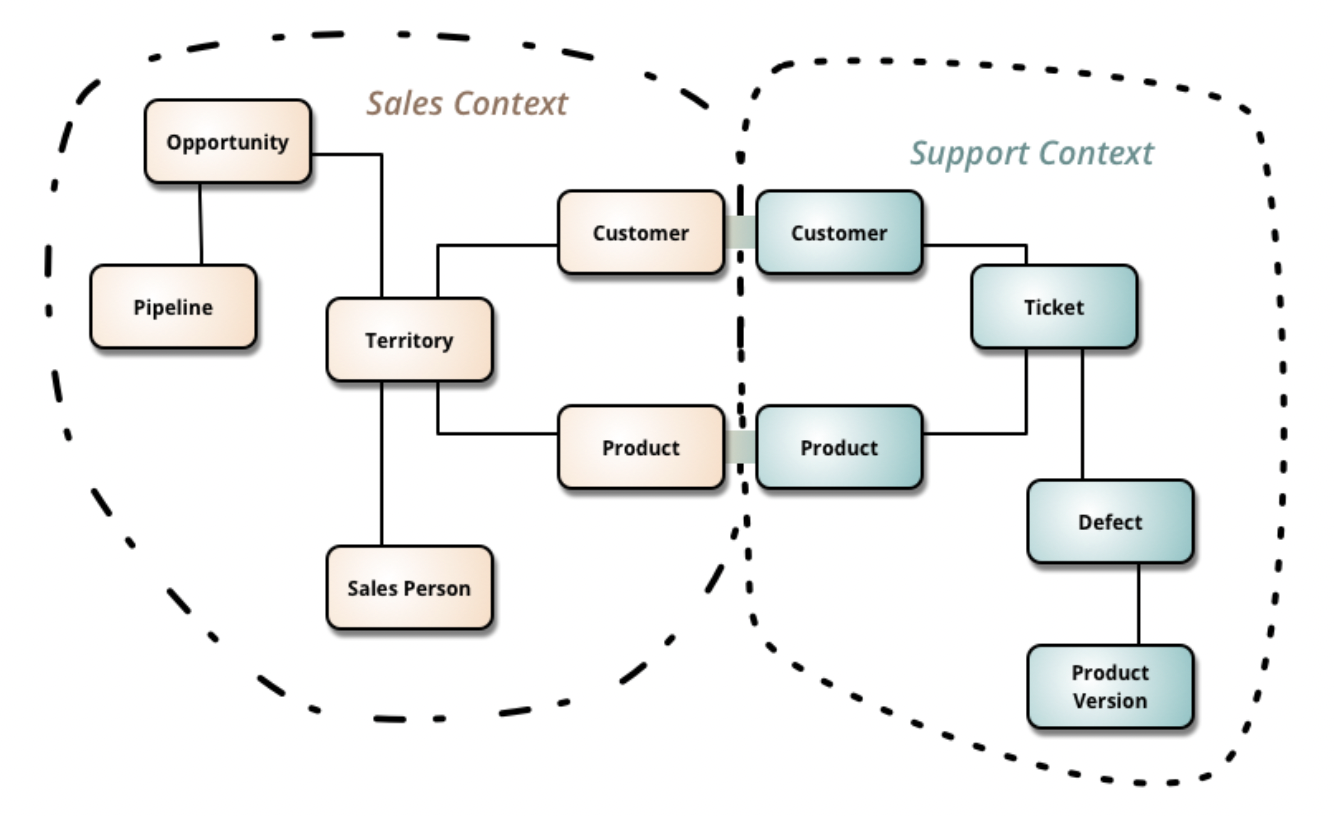 Sales Context
Opportunity
Support Context
Customer
Customer
Pipeline
Ticket
Territory
Product
Product
Defect
Sales Person
Product
Version